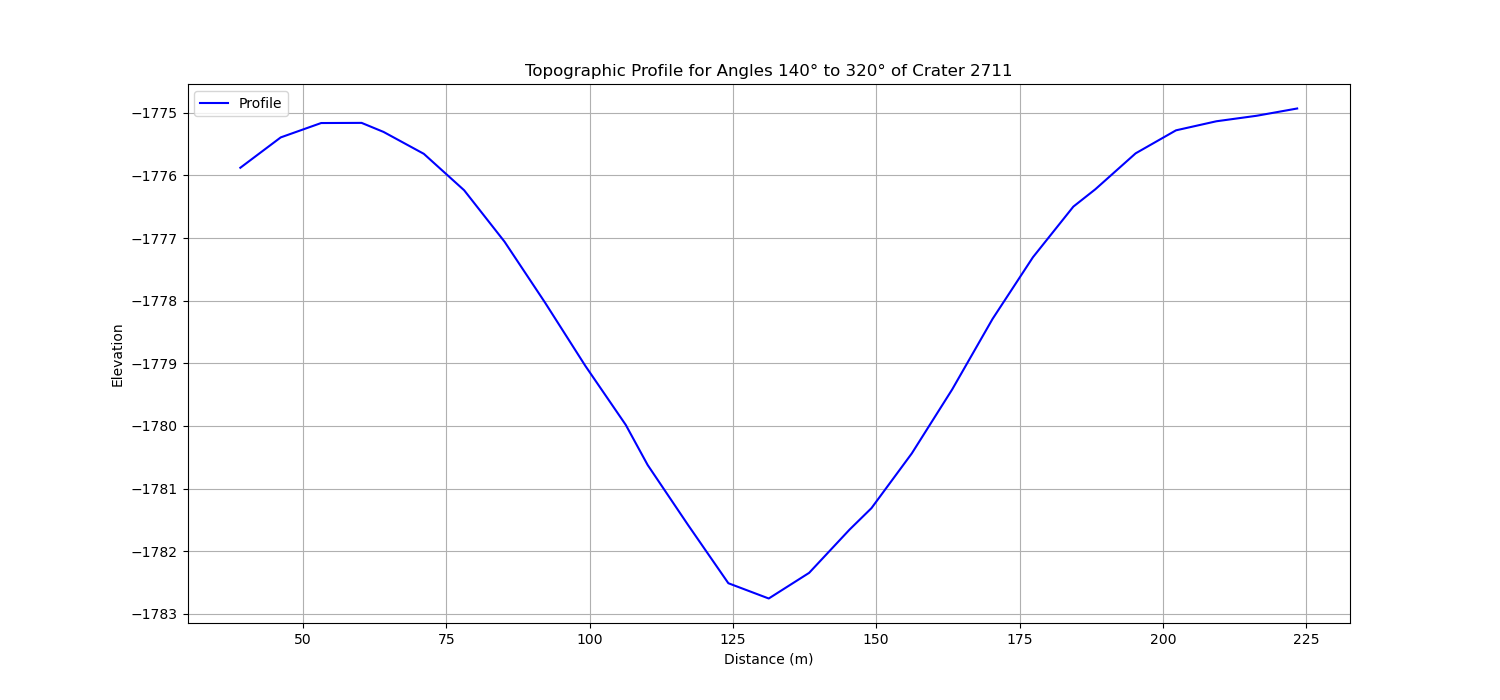 Topographic Profile for Angles 140° to 320° of Crater 2711
Profile
−1775
−1776
−1777
−1778
−1779
−1780
−1781
−1782
−1783
Elevation
50 75 100 125 150 175 200 225
Distance (m)